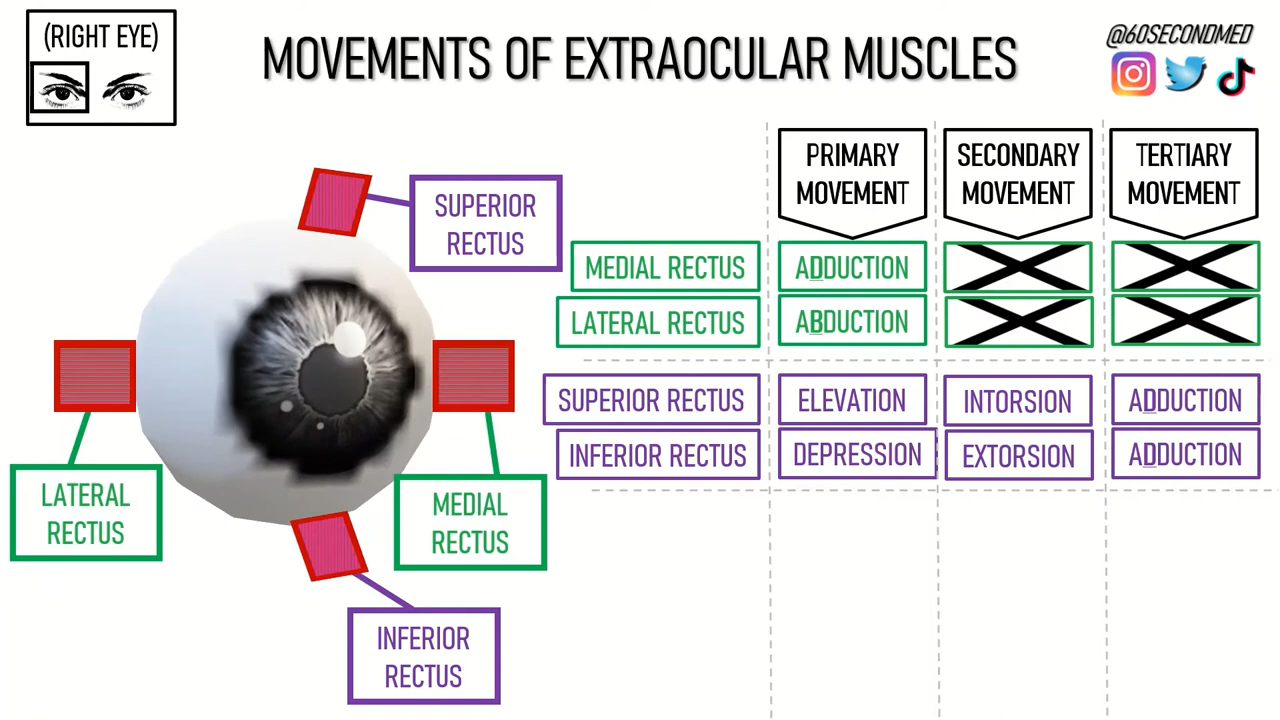 (RIGHT EYE)
MOVEMENTS OF EXTRAOCULAR MUSCLES
@60SECONDMED
PRIMARY
MOVEMENT
SECONDARY
MOVEMENT
TERTIARY
MOVEMENT
SUPERIOR
RECTUS
MEDIAL RECTUS
ADDUCTION
LATERAL RECTUS
ABDUCTION
SUPERIOR RECTUS
ELEVATION
INTORSION
ADDUCTION
INFERIOR RECTUS
DEPRESSION
EXTORSION
ADDUCTION
LATERAL
RECTUS
MEDIAL
RECTUS
INFERIOR
RECTUS